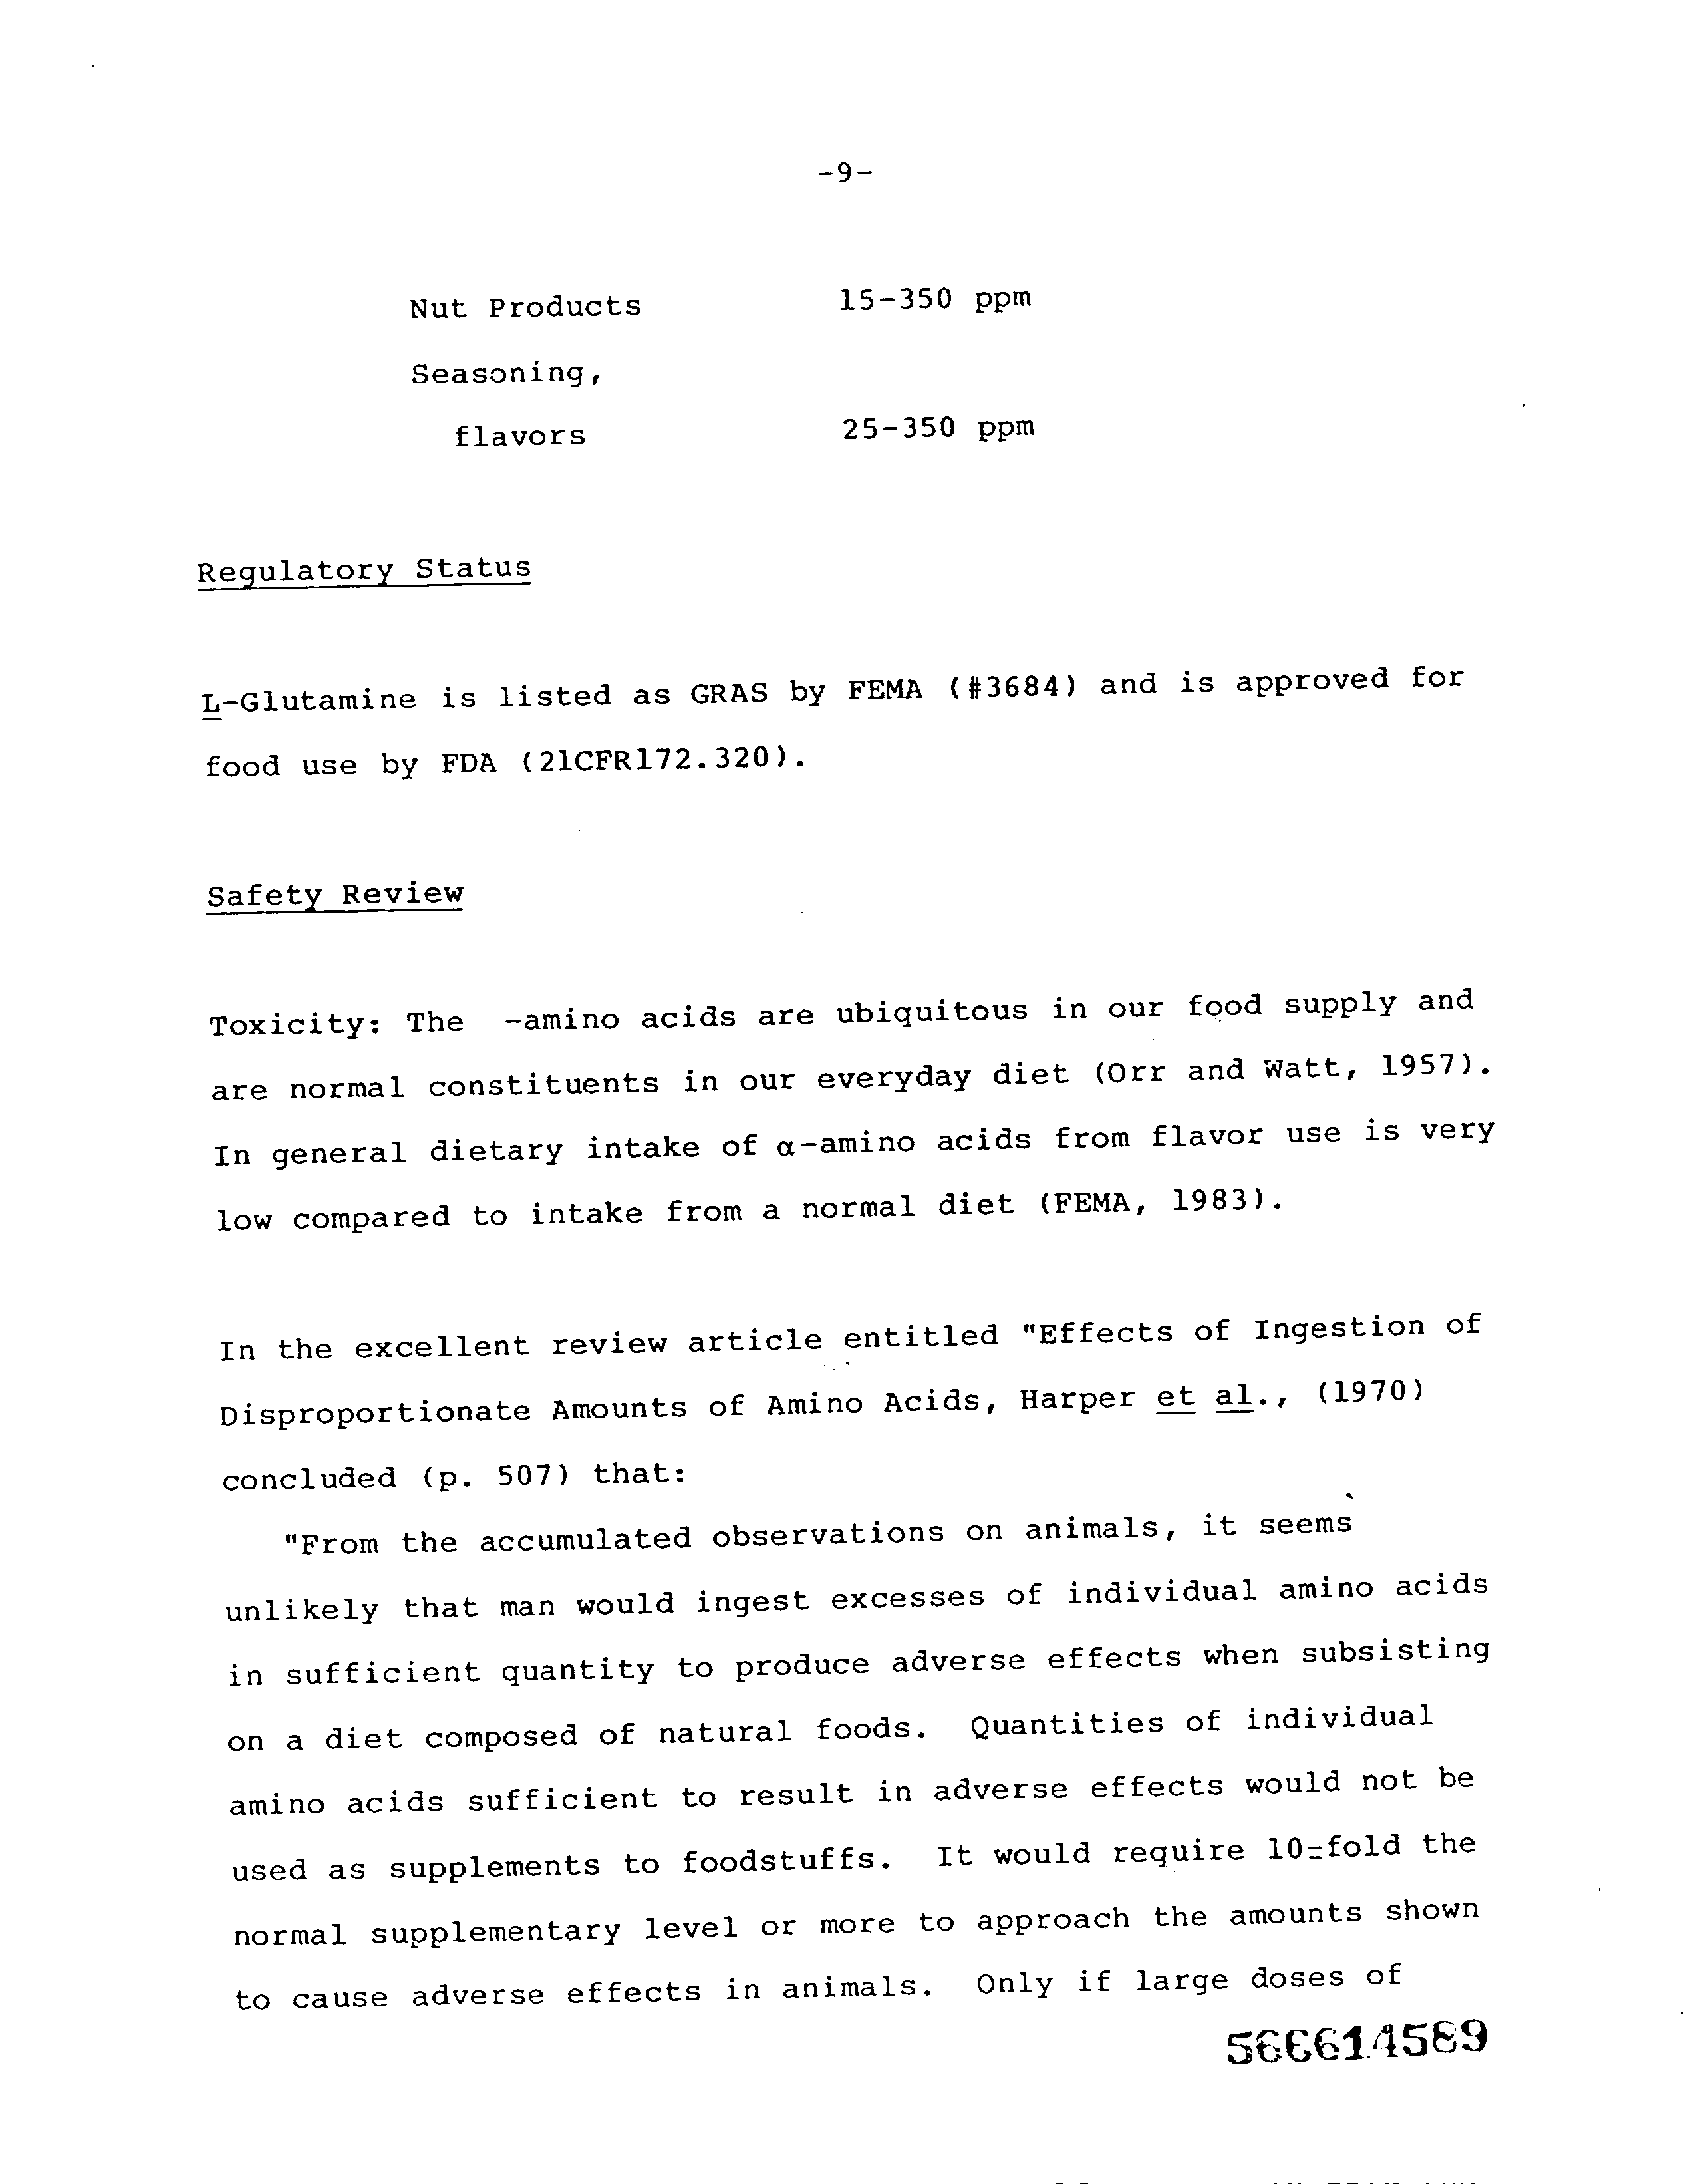 -9-
Nut Products 15-350 ppm
Seasoning,
flavors 25-350 ppm
Regulatory Status
L-Glutamine is listed as GRAS by FEMA (#3684) and is approved for
food use by FDA (21CFR172.320).
Safety Review
Toxicity: The -amino acids are ubiquitous in our food supply and
are normal constituents in our everyday diet (Orr and Watt, 1957).
In general dietary intake of α-amino acids from flavor use is very
low compared to intake from a normal diet (FEMA, 1983).
In the excellent review article entitled "Effects of Ingestion of
Disproportionate Amounts of Amino Acids, Harper et al., (1970)
concluded (p. 507) that:
"From the accumulated observations on animals, it seems
unlikely that man would ingest excesses of individual amino acids
in sufficient quantity to produce adverse effects when subsisting
on a diet composed of natural foods. Quantities of individual
amino acids sufficient to result in adverse effects would not be
used as supplements to foodstuffs. It would require 10-fold the
normal supplementary level or more to approach the amounts shown
to cause adverse effects in animals. Only if large doses of
566614589